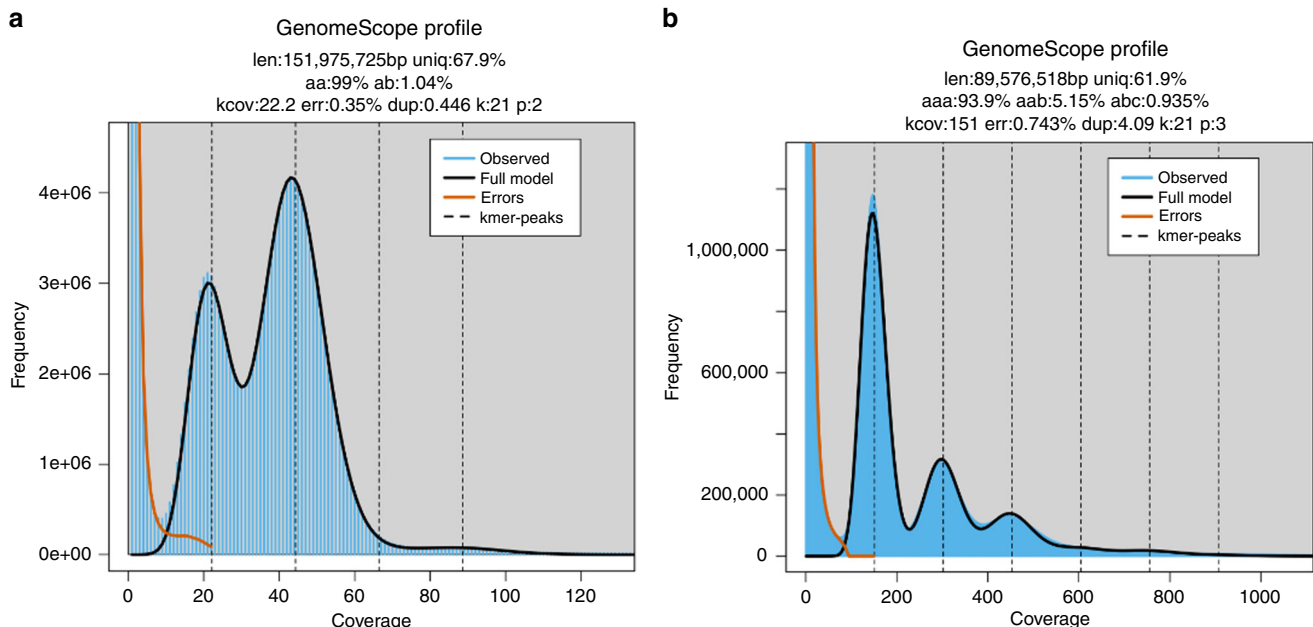 a
GenomeScope profile
len:151,975,725bp uniq:67.9%
aa:99% ab:1.04%
kcov:22.2 err:0.35% dup:0.446 k:21 p:2
Observed
Full model
Errors
kmer-peaks
4e+06
3e+06
2e+06
1e+06
0e+00
Frequency
0 20 40 60 80 100 120
Coverage
b
GenomeScope profile
len:89,576,518bp uniq:61.9%
aaa:93.9% aab:5.15% abc:0.935%
kcov:151 err:0.743% dup:4.09 k:21 p:3
Observed
Full model
Errors
kmer-peaks
1,000,000
600,000
200,000
0
Frequency
0 200 400 600 800 1000
Coverage